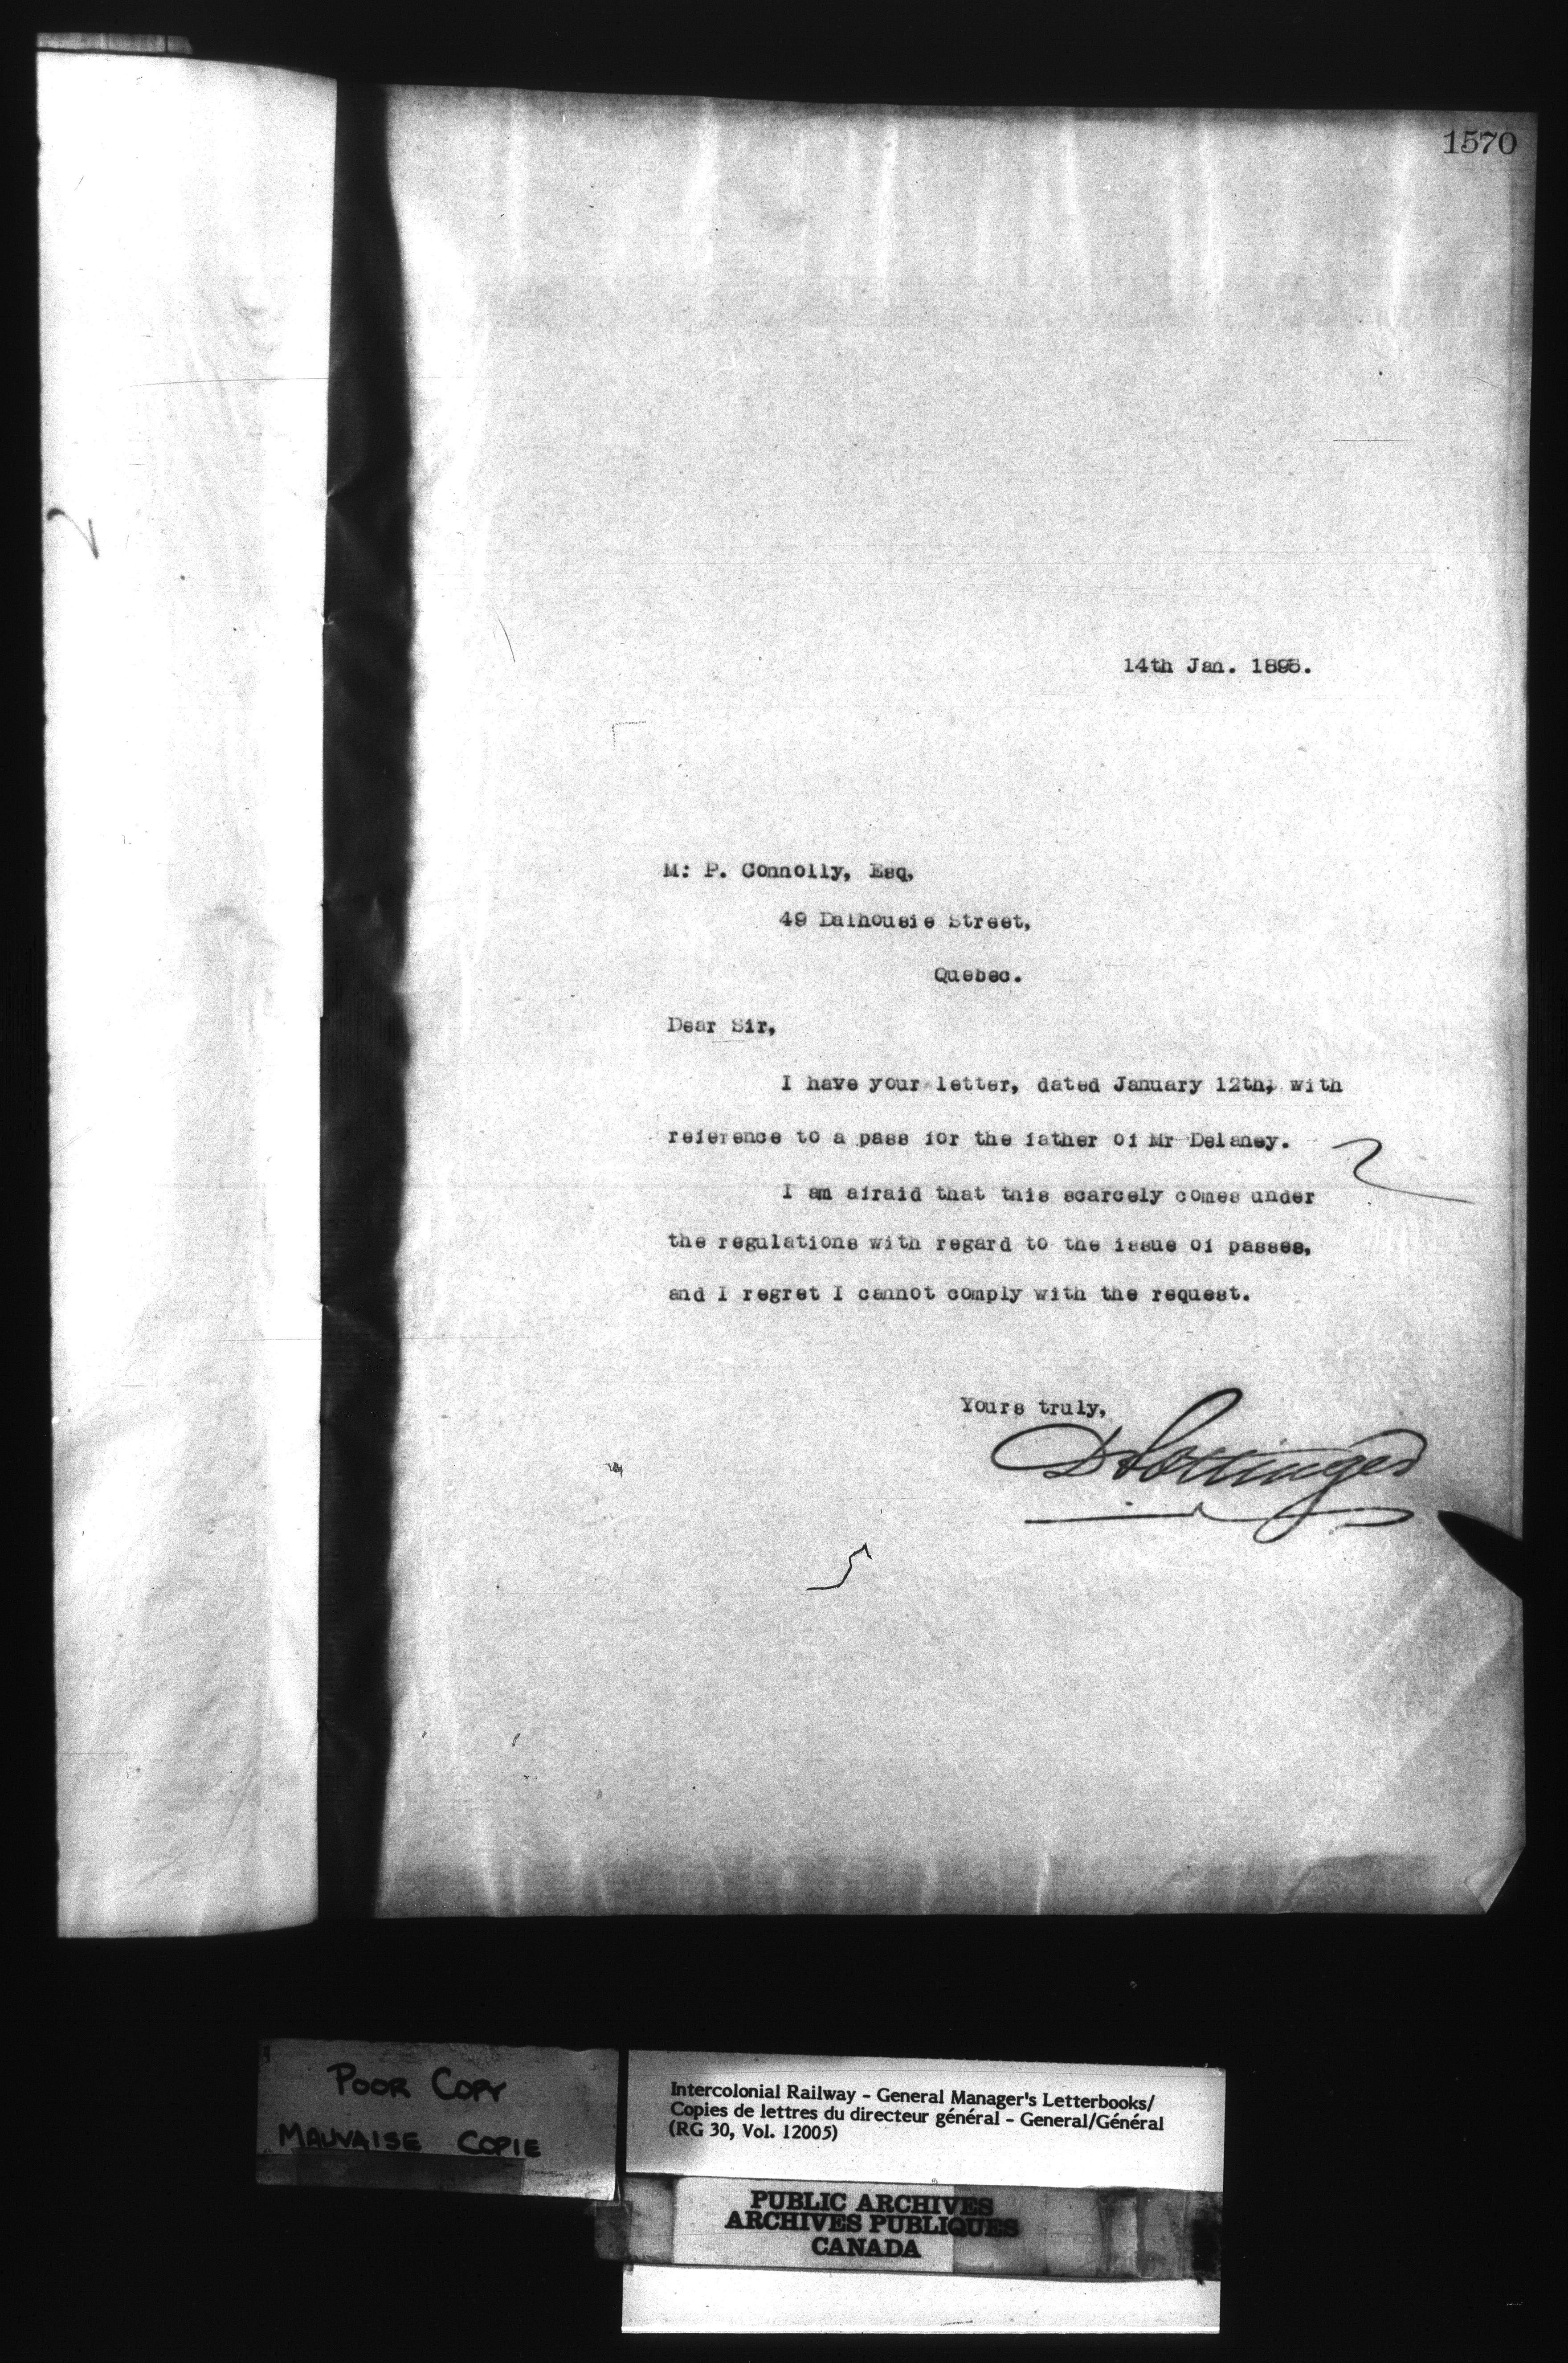 1570
14th Jan. 1895.
M: P. Connolly, Esq,
49 Dalhousie Street,
Quebec.
Dear Sir,
I have your letter, dated January 12th, with
reference to a pass for the father of Mr Delaney.
I am afraid that this scarcely comes under
the regulations with regard to the issue of passes,
and I regret I cannot comply with the request.
Yours truly,
D Pottinger
POOR COPY
MAUVAISE COPIE
Intercolonial Railway - General Manager's Letterbooks/
Copies de lettres du directeur général - General/Général
(RG 30, Vol. 12005)
PUBLIC ARCHIVES
ARCHIVES PUBLIQUES
CANADA